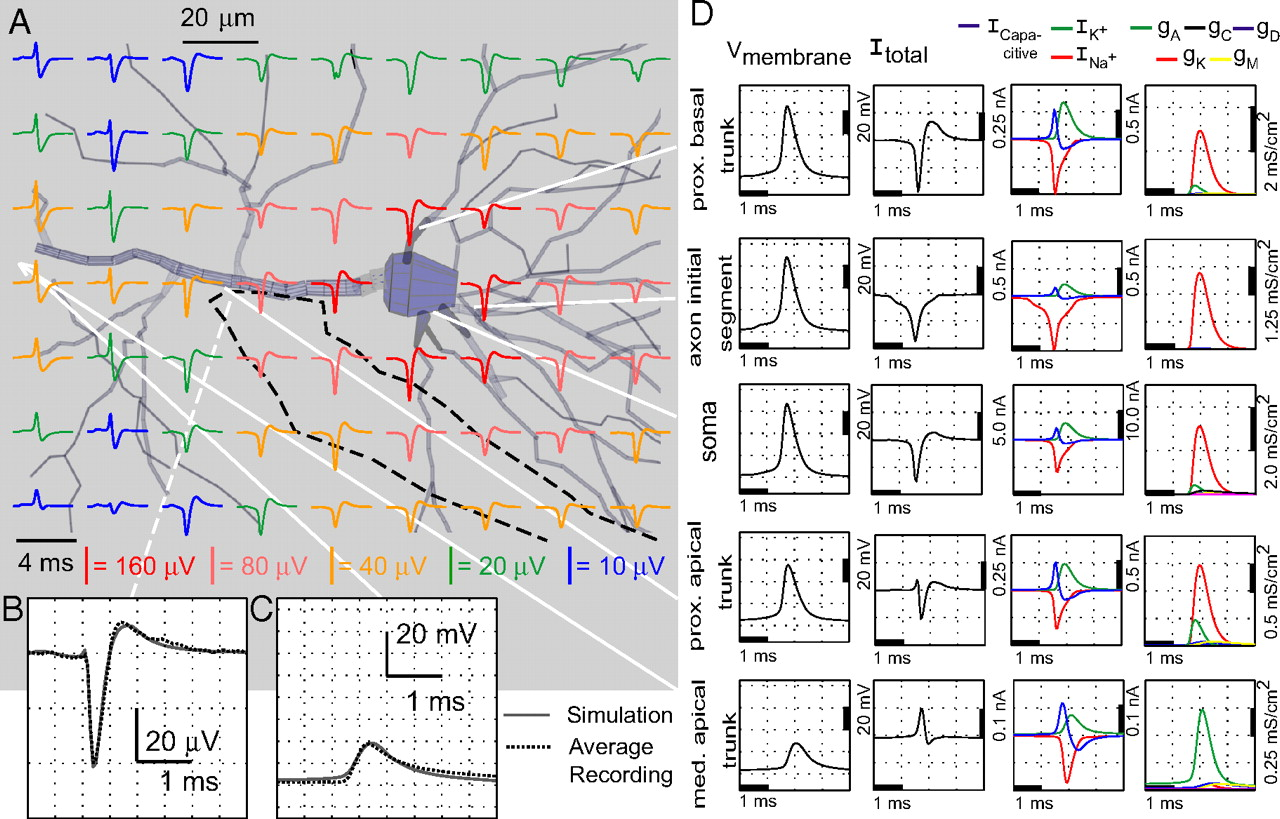 A
20 µm
4 ms
= 160 µV
= 80 µV
= 40 µV
= 20 µV
= 10 µV
B
20 µV
1 ms
C
20 mV
1 ms
Simulation
Average
Recording
D
Vmembrane
Itotal
ICapa-
citive
IK+
INa+
gA
gC
gD
gK
gM
prox. basal
trunk
20 mV
0.25 nA
0.5 nA
2 mS/cm2
1 ms
1 ms
1 ms
1 ms
axon initial
segment
20 mV
0.5 nA
0.5 nA
1.25 mS/cm2
1 ms
1 ms
1 ms
1 ms
soma
20 mV
5.0 nA
10.0 nA
2.0 mS/cm2
1 ms
1 ms
1 ms
1 ms
prox. apical
trunk
20 mV
0.25 nA
0.5 nA
0.5 mS/cm2
1 ms
1 ms
1 ms
1 ms
med. apical
trunk
20 mV
0.1 nA
0.1 nA
0.25 mS/cm2
1 ms
1 ms
1 ms
1 ms